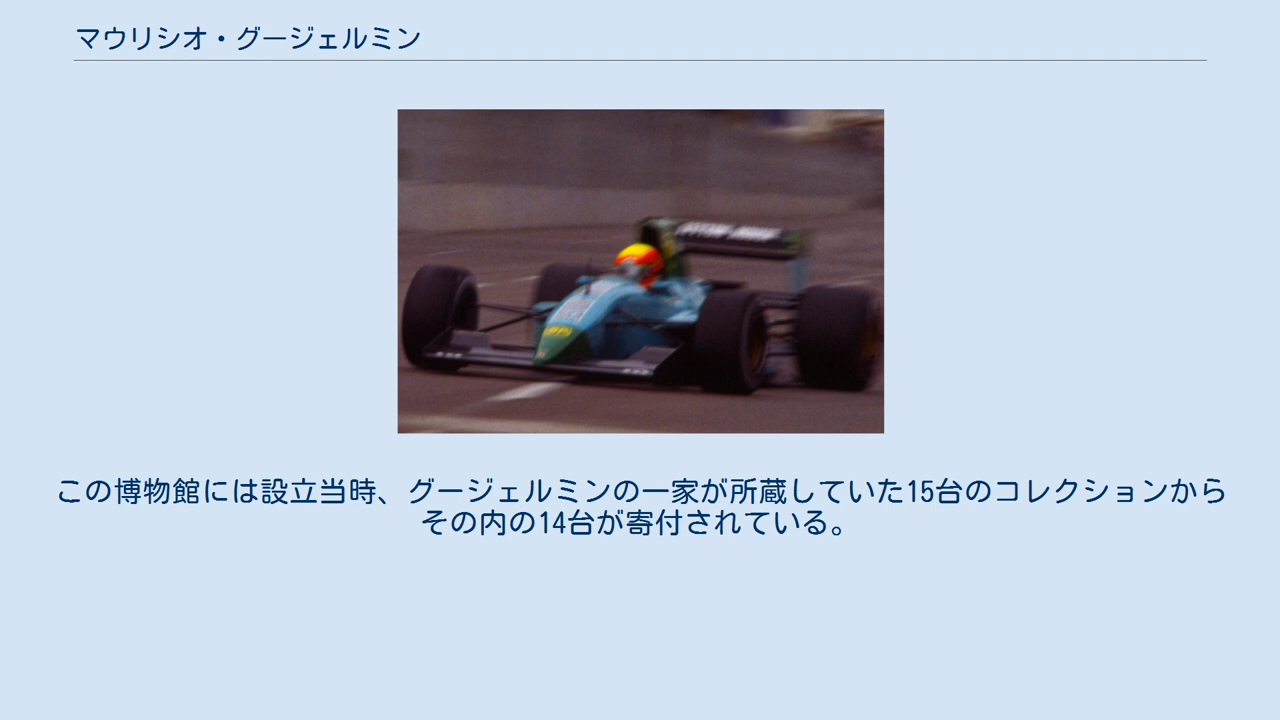 マウリシオ・グージェルミン
この博物館には設立当時、グージェルミンの一家が所蔵していた15台のコレクションから
その内の14台が寄付されている。